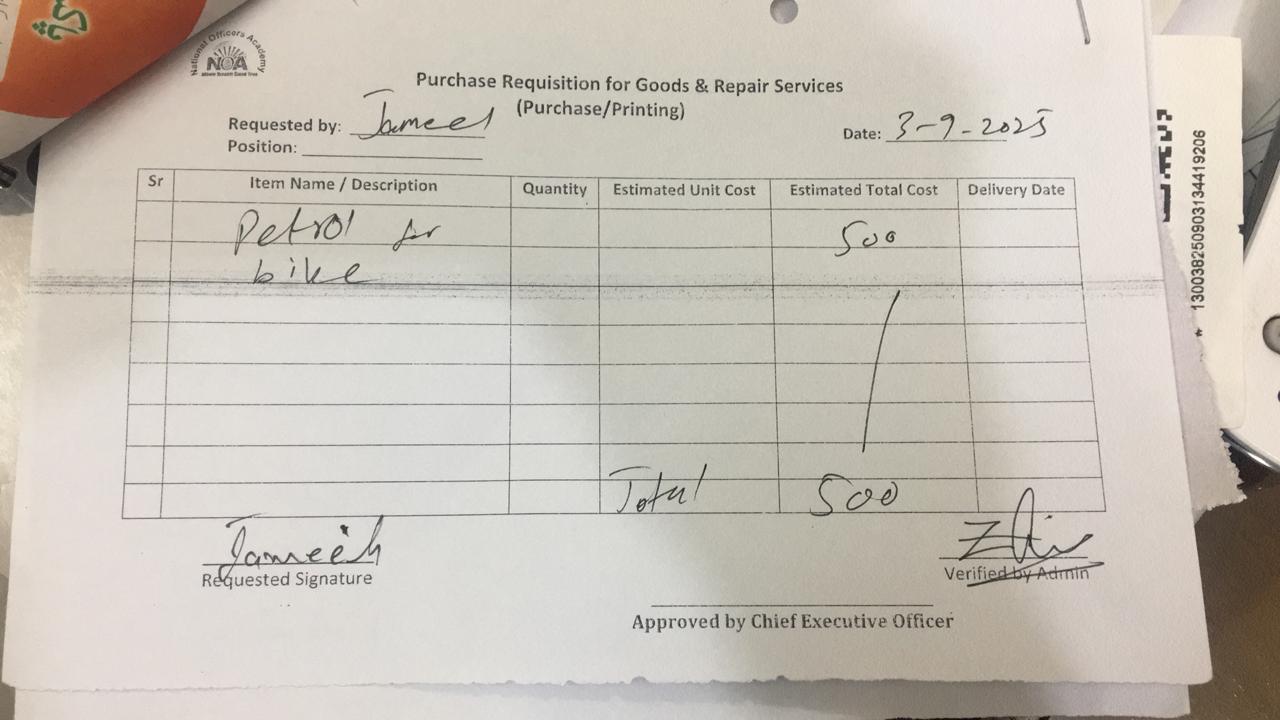 National Officers Academy
NOA
Purchase Requisition for Goods & Repair Services
(Purchase/Printing)
Requested by: Jameel
Date: 3-9-2025
Position:
Sr Item Name / Description Quantity Estimated Unit Cost Estimated Total Cost Delivery Date
Petrol for 500
bike
Total 500
Jameel
Requested Signature
Verified by Admin
Approved by Chief Executive Officer
130038250903134419206